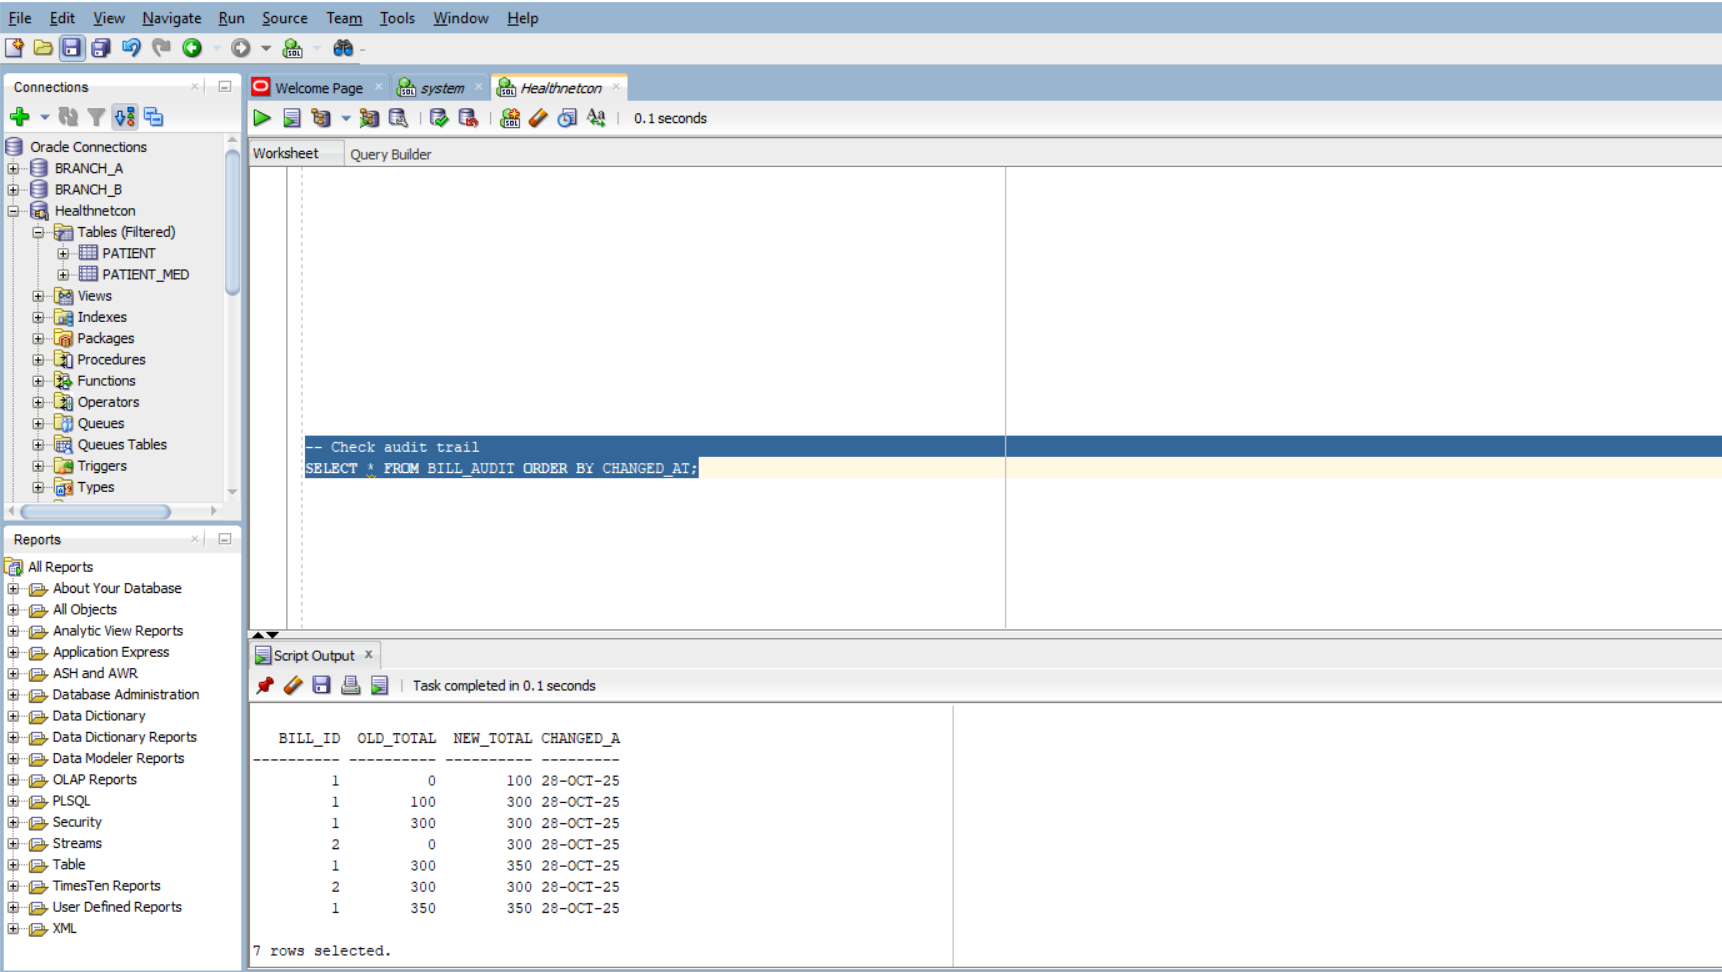 File Edit View Navigate Run Source Team Tools Window Help
Connections
Oracle Connections
BRANCH_A
BRANCH_B
Healthnetcon
Tables (Filtered)
PATIENT
PATIENT_MED
Views
Indexes
Packages
Procedures
Functions
Operators
Queues
Queues Tables
Triggers
Types
Reports
All Reports
About Your Database
All Objects
Analytic View Reports
Application Express
ASH and AWR
Database Administration
Data Dictionary
Data Dictionary Reports
Data Modeler Reports
OLAP Reports
PLSQL
Security
Streams
Table
TimesTen Reports
User Defined Reports
XML
Welcome Page system Healthnetcon
0.1 seconds
Worksheet Query Builder
-- Check audit trail
SELECT * FROM BILL_AUDIT ORDER BY CHANGED_AT;
Script Output
Task completed in 0.1 seconds
BILL_ID OLD_TOTAL NEW_TOTAL CHANGED_A
---------- ---------- ---------- ---------
1 0 100 28-OCT-25
1 100 300 28-OCT-25
1 300 300 28-OCT-25
2 0 300 28-OCT-25
1 300 350 28-OCT-25
2 300 300 28-OCT-25
1 350 350 28-OCT-25
7 rows selected.